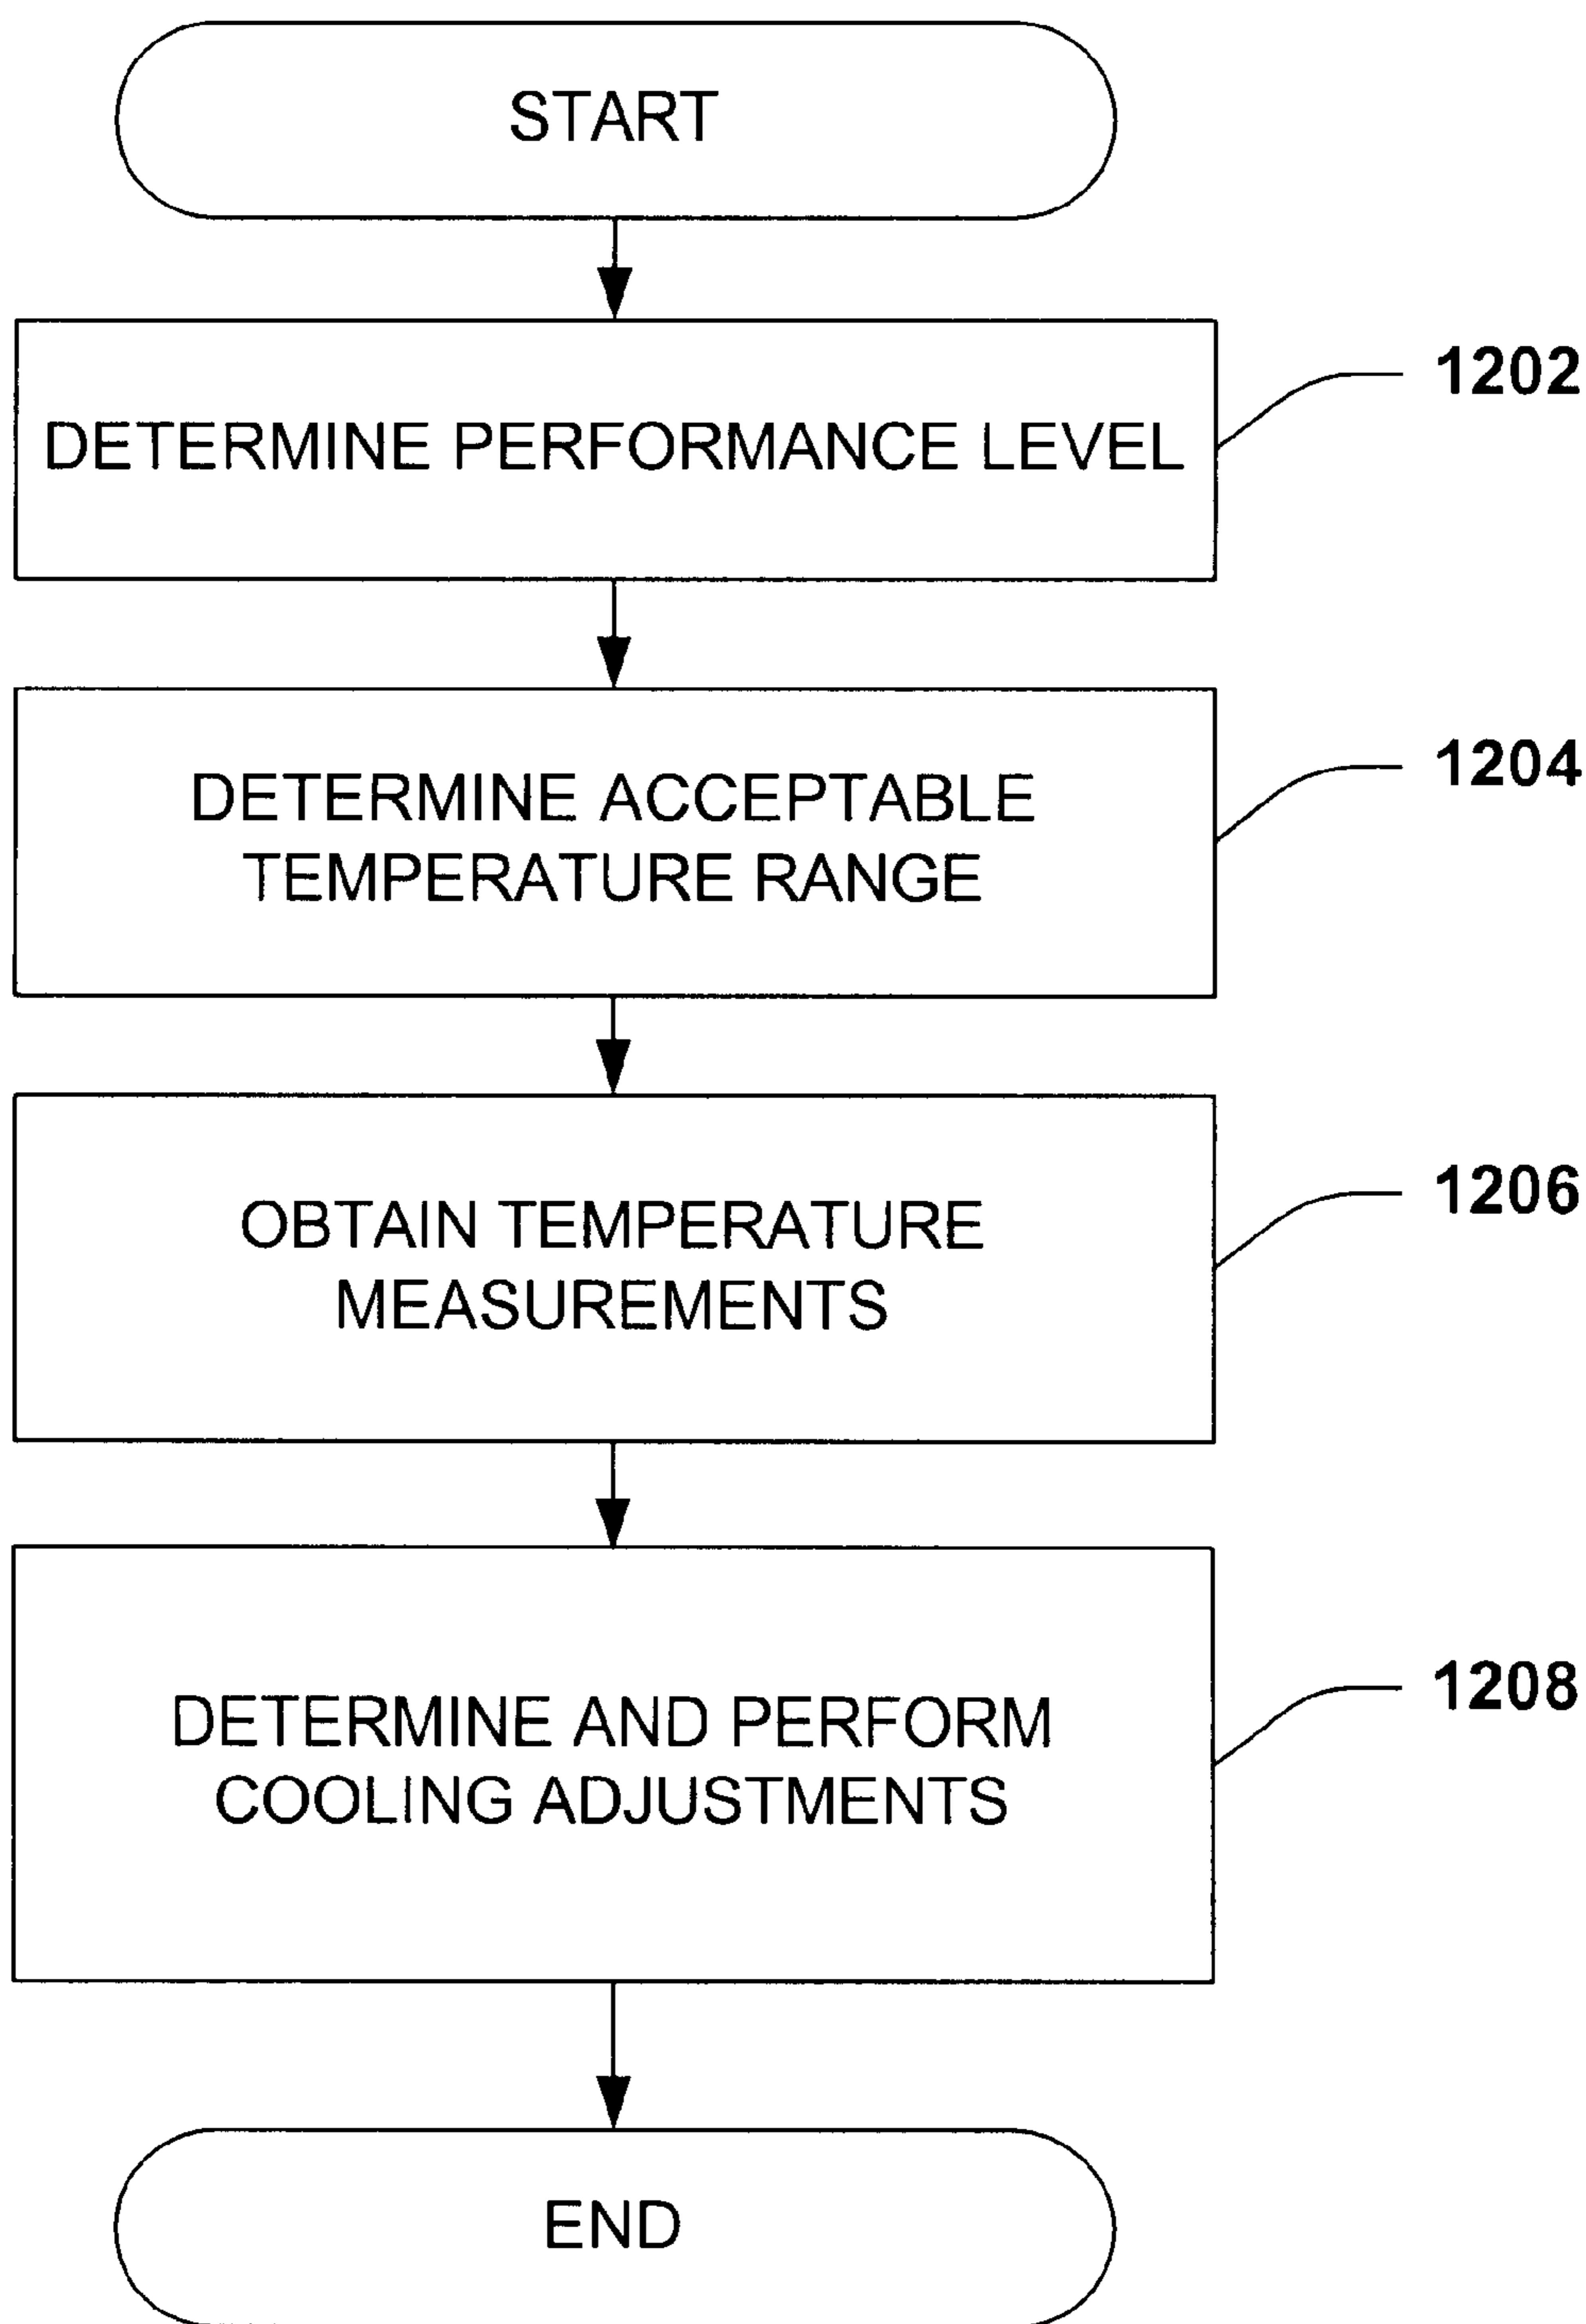 START
DETERMINE PERFORMANCE LEVEL
1202
DETERMINE ACCEPTABLE
TEMPERATURE RANGE
1204
OBTAIN TEMPERATURE
MEASUREMENTS
1206
DETERMINE AND PERFORM
COOLING ADJUSTMENTS
1208
END